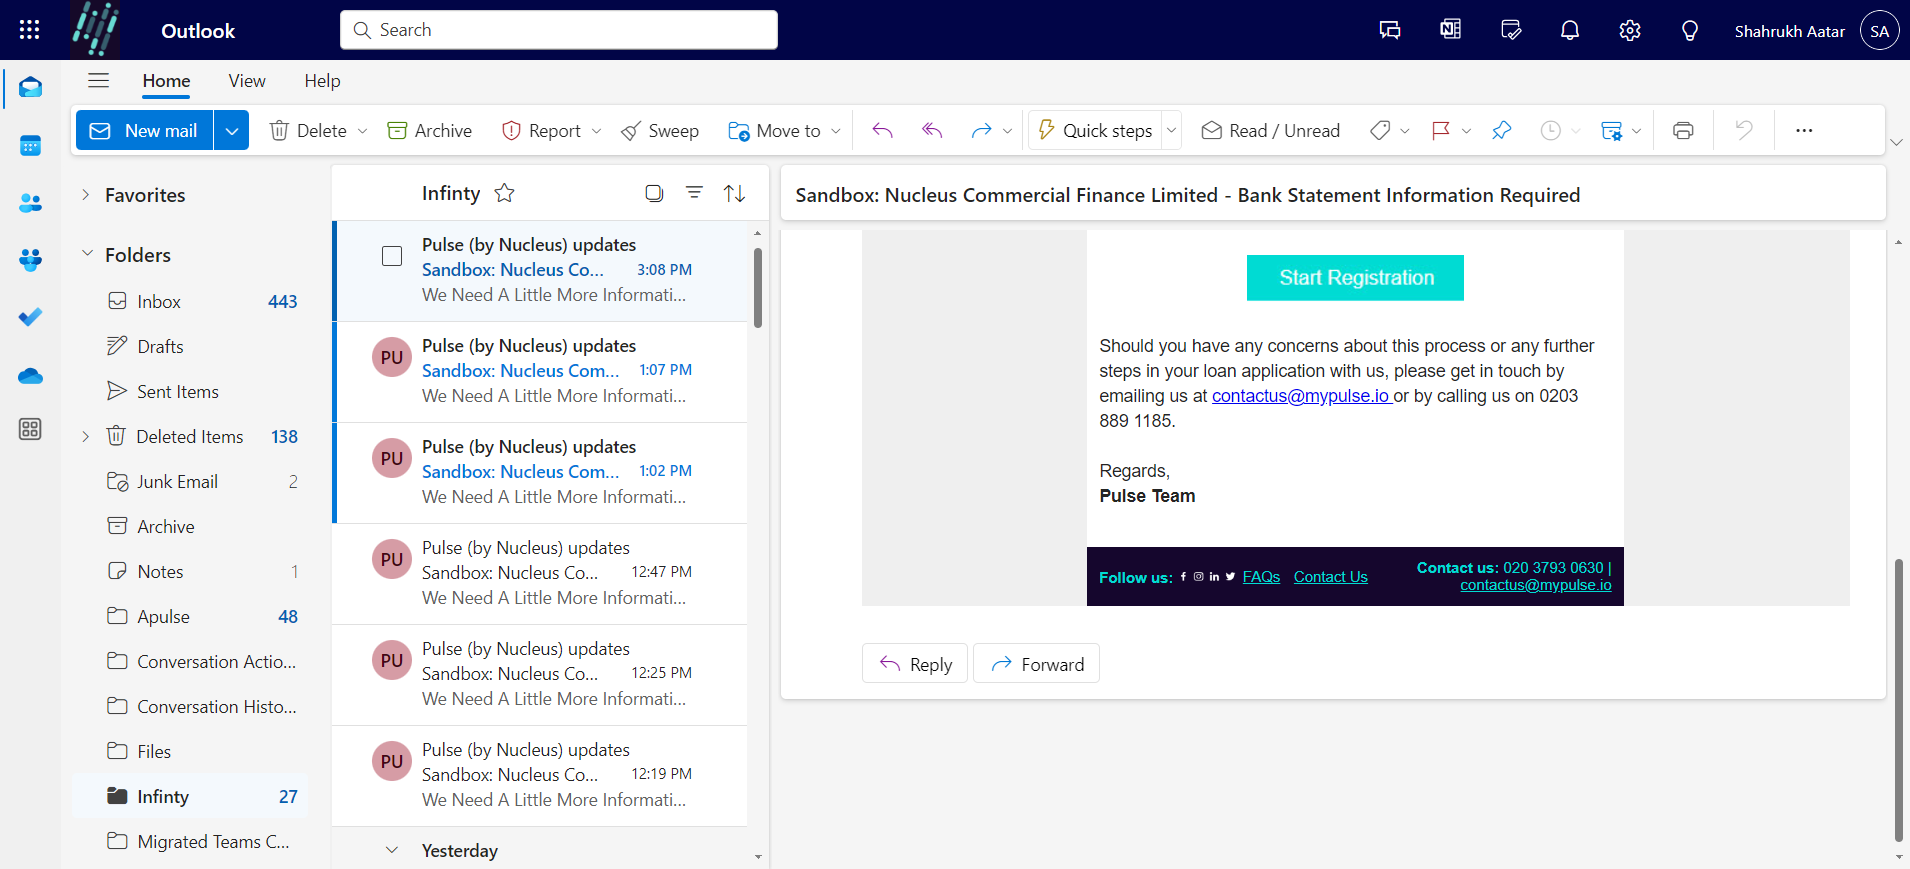 Outlook
Search
Shahrukh Aatar
SA
Home
View
Help
New mail
Delete
Archive
Report
Sweep
Move to
Quick steps
Read / Unread
Favorites
Folders
Inbox 443
Drafts
Sent Items
Deleted Items 138
Junk Email 2
Archive
Notes 1
Apulse 48
Conversation Actio...
Conversation Histo...
Files
Infinty 27
Migrated Teams C...
Infinty
Pulse (by Nucleus) updates
Sandbox: Nucleus Co... 3:08 PM
We Need A Little More Informati...
PU
Pulse (by Nucleus) updates
Sandbox: Nucleus Com... 1:07 PM
We Need A Little More Informati...
PU
Pulse (by Nucleus) updates
Sandbox: Nucleus Com... 1:02 PM
We Need A Little More Informati...
PU
Pulse (by Nucleus) updates
Sandbox: Nucleus Co... 12:47 PM
We Need A Little More Informati...
PU
Pulse (by Nucleus) updates
Sandbox: Nucleus Co... 12:25 PM
We Need A Little More Informati...
PU
Pulse (by Nucleus) updates
Sandbox: Nucleus Co... 12:19 PM
We Need A Little More Informati...
Yesterday
Sandbox: Nucleus Commercial Finance Limited - Bank Statement Information Required
Start Registration
Should you have any concerns about this process or any further
steps in your loan application with us, please get in touch by
emailing us at contactus@mypulse.io or by calling us on 0203
889 1185.
Regards,
Pulse Team
Follow us: FAQs Contact Us
Contact us: 020 3793 0630 |
contactus@mypulse.io
Reply
Forward